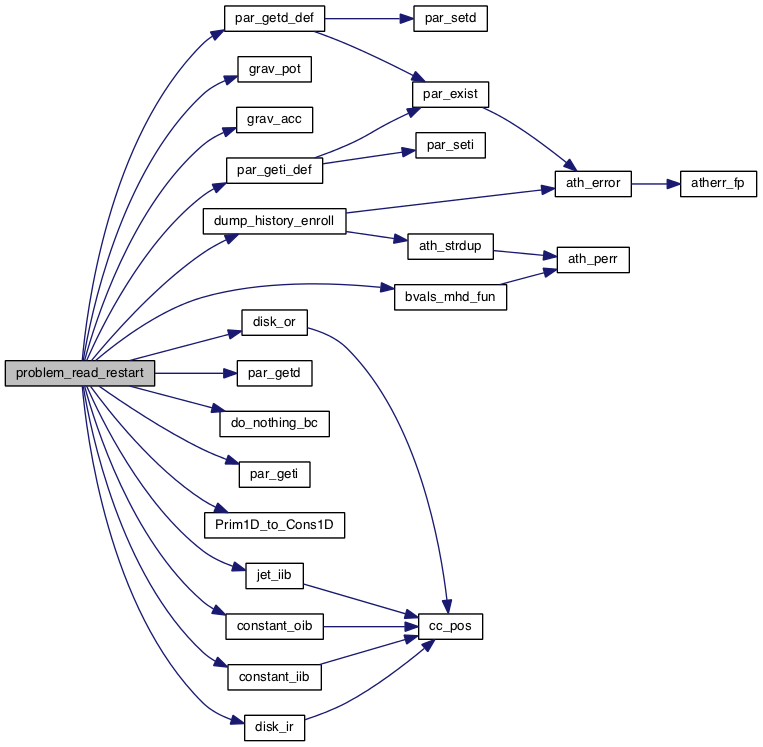 par_getd_def
par_setd
grav_pot
par_exist
grav_acc
par_seti
par_geti_def
ath_error
atherr_fp
dump_history_enroll
ath_strdup
ath_perr
bvals_mhd_fun
disk_or
problem_read_restart
par_getd
do_nothing_bc
par_geti
Prim1D_to_Cons1D
jet_iib
constant_oib
cc_pos
constant_iib
disk_ir